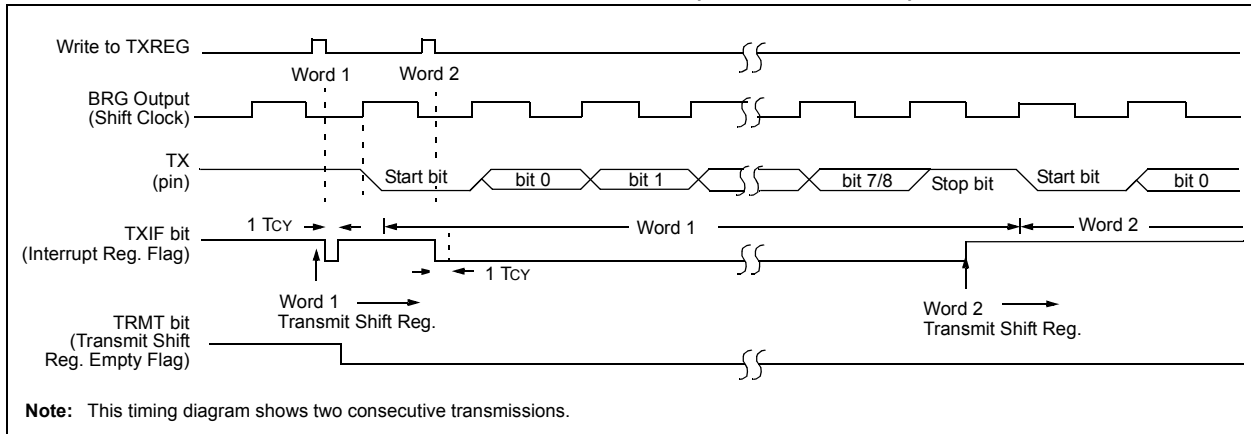 Write to TXREG
Word 1
Word 2
BRG Output
(Shift Clock)
TX
(pin)
Start bit
bit 0
bit 1
bit 7/8
Stop bit
Start bit
bit 0
1 TCY
Word 1
Word 2
TXIF bit
(Interrupt Reg. Flag)
1 TCY
Word 1
Transmit Shift Reg.
Word 2
Transmit Shift Reg.
TRMT bit
(Transmit Shift
Reg. Empty Flag)
Note: This timing diagram shows two consecutive transmissions.